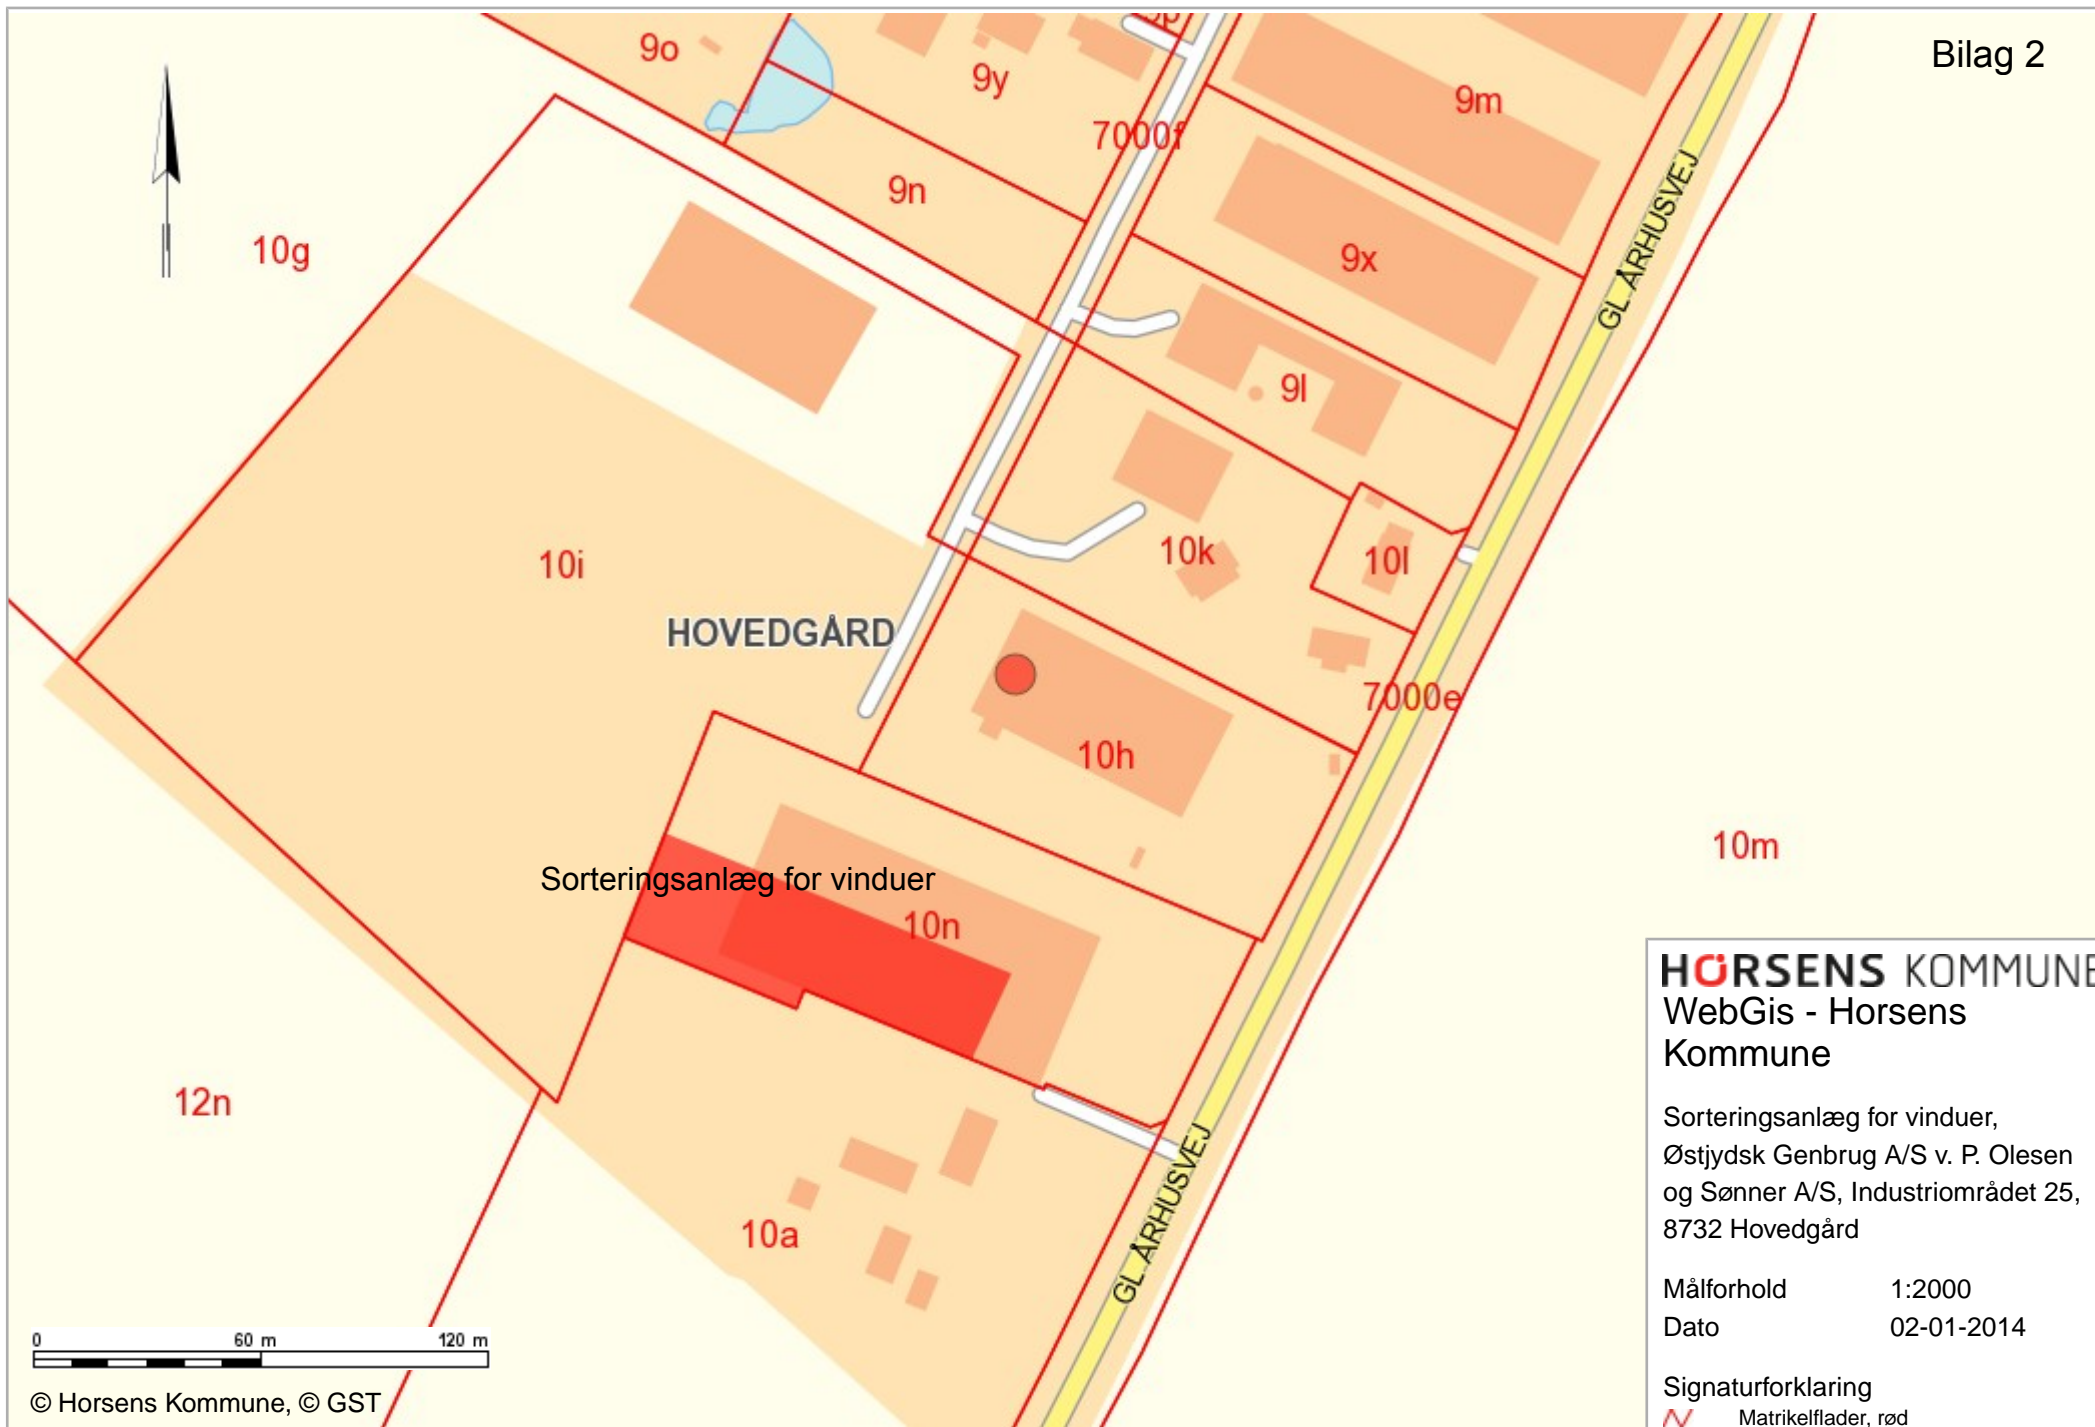 Bilag 2
9o
9y
9m
7000f
9n
9x
10g
GL ÅRHUSVEJ
9l
10k
10l
10i
HOVEDGÅRD
7000e
10h
10m
Sorteringsanlæg for vinduer
10n
12n
10a
GL ÅRHUSVEJ
HORSENS KOMMUNE
WebGis - Horsens
Kommune
Sorteringsanlæg for vinduer,
Østjydsk Genbrug A/S v. P. Olesen
og Sønner A/S, Industriområdet 25,
8732 Hovedgård
Målforhold 1:2000
Dato 02-01-2014
Signaturforklaring
Matrikelflader, rød
0 60 m 120 m
© Horsens Kommune, © GST